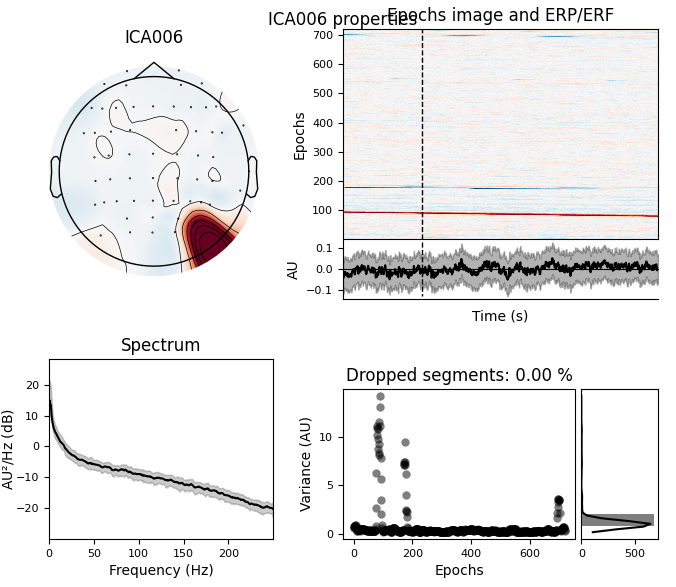 ICA006 properties
ICA006
Epochs image and ERP/ERF
Epochs
700
600
500
400
300
200
100
AU
0.1
0.0
−0.1
Time (s)
Spectrum
AU²/Hz (dB)
20
10
0
−10
−20
0 50 100 150 200
Frequency (Hz)
Dropped segments: 0.00 %
Variance (AU)
10
5
0
0 200 400 600
Epochs
0 500